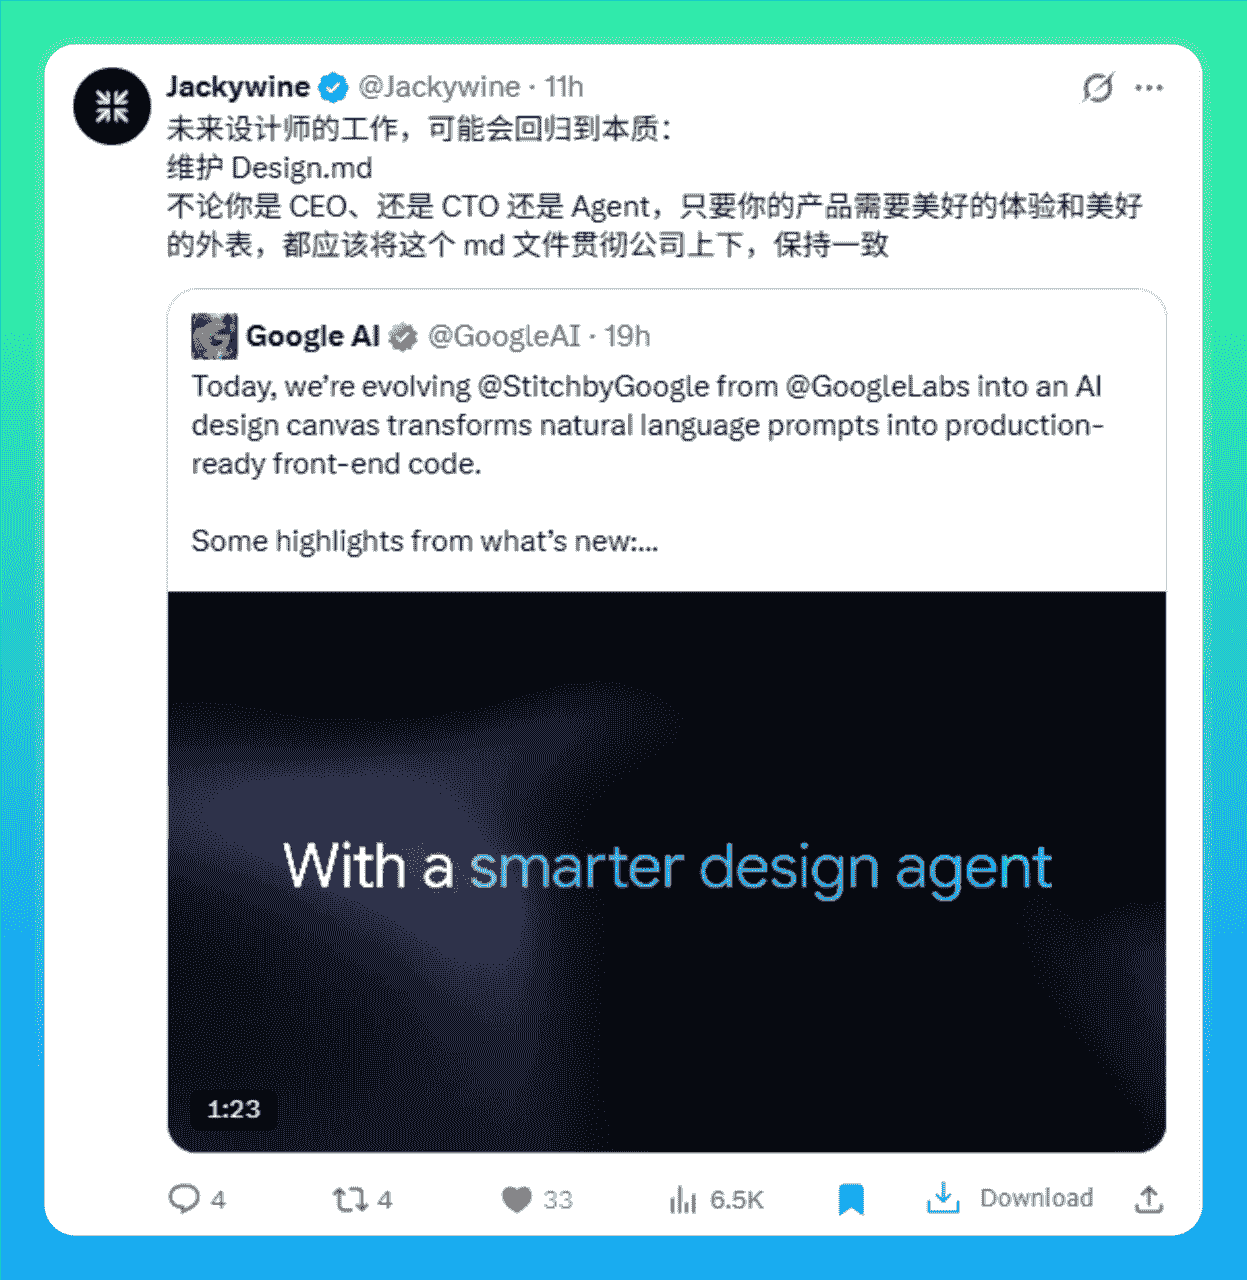 Jackywine @Jackywine · 11h
未来设计师的工作，可能会回归到本质：
维护 Design.md
不论你是 CEO、还是 CTO 还是 Agent，只要你的产品需要美好的体验和美好
的外表，都应该将这个 md 文件贯彻公司上下，保持一致
Google AI @GoogleAI · 19h
Today, we’re evolving @StitchbyGoogle from @GoogleLabs into an AI
design canvas transforms natural language prompts into production-
ready front-end code.
Some highlights from what’s new:...
With a smarter design agent
1:23
4 4 33 6.5K Download